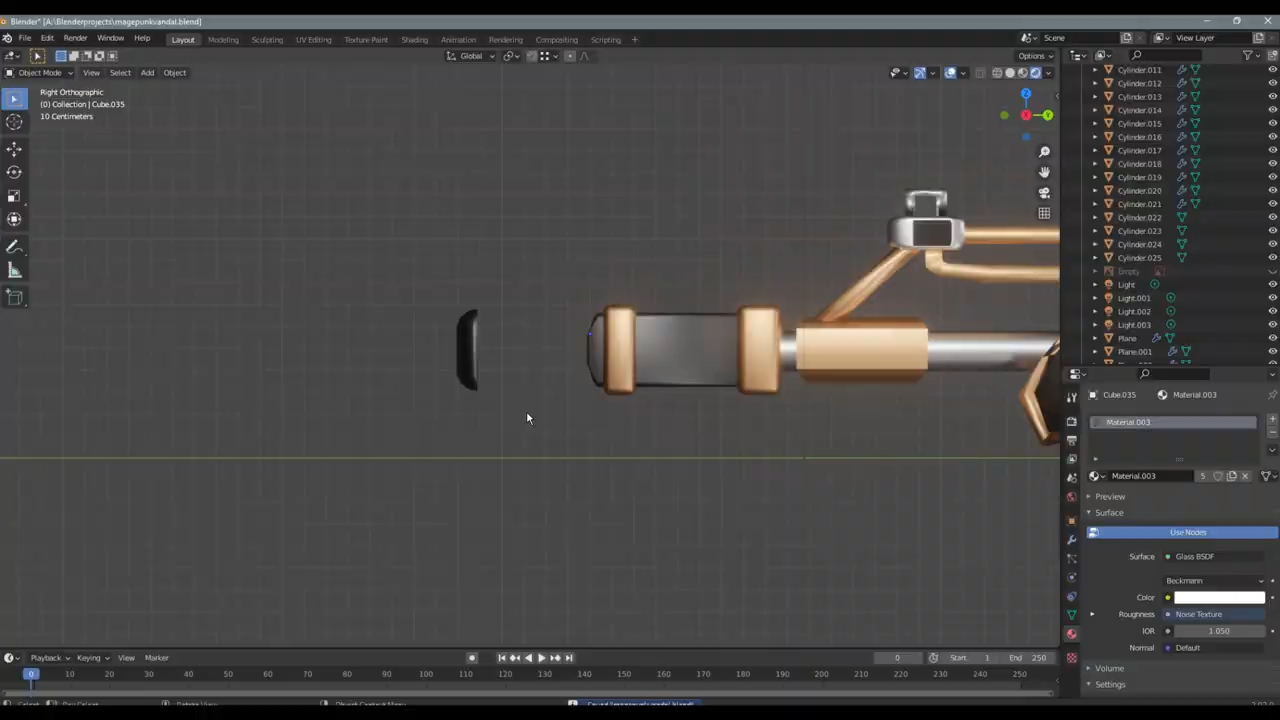 Blender* [A:\Blenderprojects\magepunkvandal.blend]
File Edit Render Window Help Layout Modeling Sculpting UV Editing Texture Paint Shading Animation Rendering Compositing Scripting + Scene View Layer
Global Options
Object Mode View Select Add Object
Right Orthographic
(0) Collection | Cube.035
10 Centimeters
Z
X
Y
Cylinder.011
Cylinder.012
Cylinder.013
Cylinder.014
Cylinder.015
Cylinder.016
Cylinder.017
Cylinder.018
Cylinder.019
Cylinder.020
Cylinder.021
Cylinder.022
Cylinder.023
Cylinder.024
Cylinder.025
Empty
Light
Light.001
Light.002
Light.003
Plane
Plane.001
Cube.035 Material.003
Material.003
Material.003 5
Preview
Surface
Use Nodes
Surface Glass BSDF
Beckmann
Color
Roughness Noise Texture
IOR 1.050
Normal Default
Volume
Settings
Playback Keying View Marker 0 Start 1 End 250
0 10 20 30 40 50 60 70 80 90 100 110 120 130 140 150 160 170 180 190 200 210 220 230 240 250